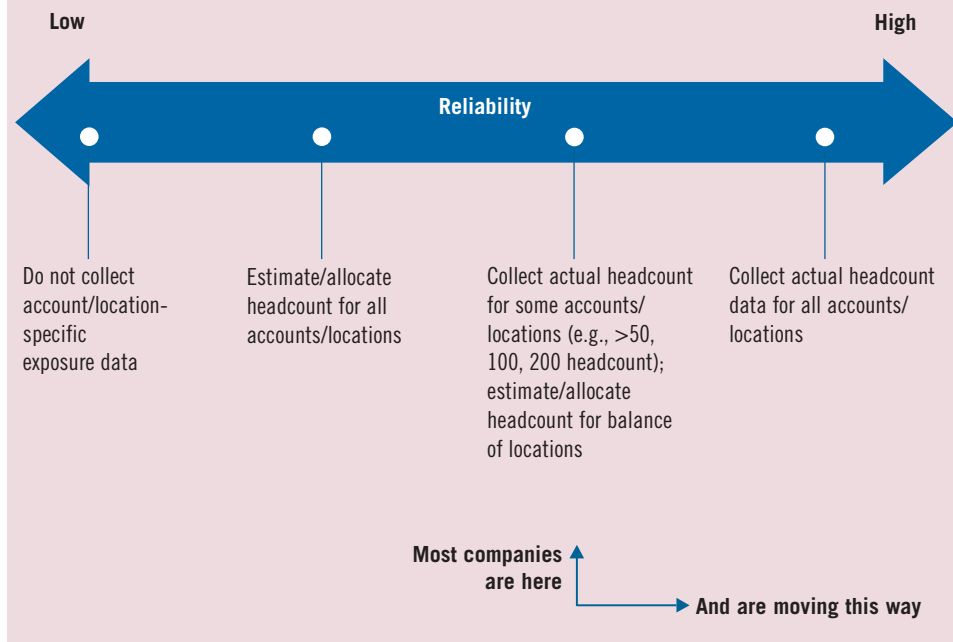 Low
High
Reliability
Do not collect
account/location-
specific
exposure data
Estimate/allocate
headcount for all
accounts/locations
Collect actual headcount
for some accounts/
locations (e.g., >50,
100, 200 headcount);
estimate/allocate
headcount for balance
of locations
Collect actual headcount
data for all accounts/
locations
Most companies
are here
And are moving this way